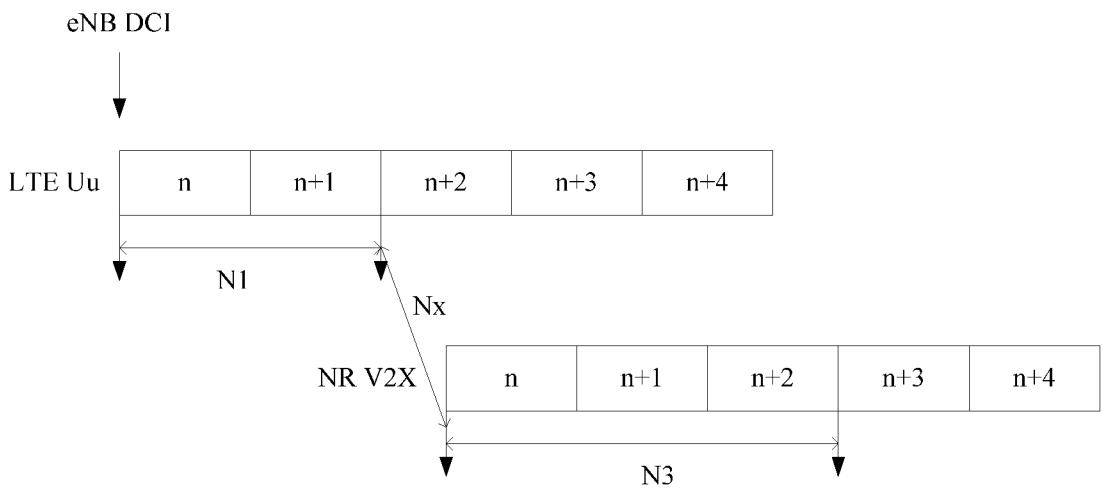 eNB DCI
LTE Uu n n+1 n+2 n+3 n+4
N1
Nx
NR V2X n n+1 n+2 n+3 n+4
N3